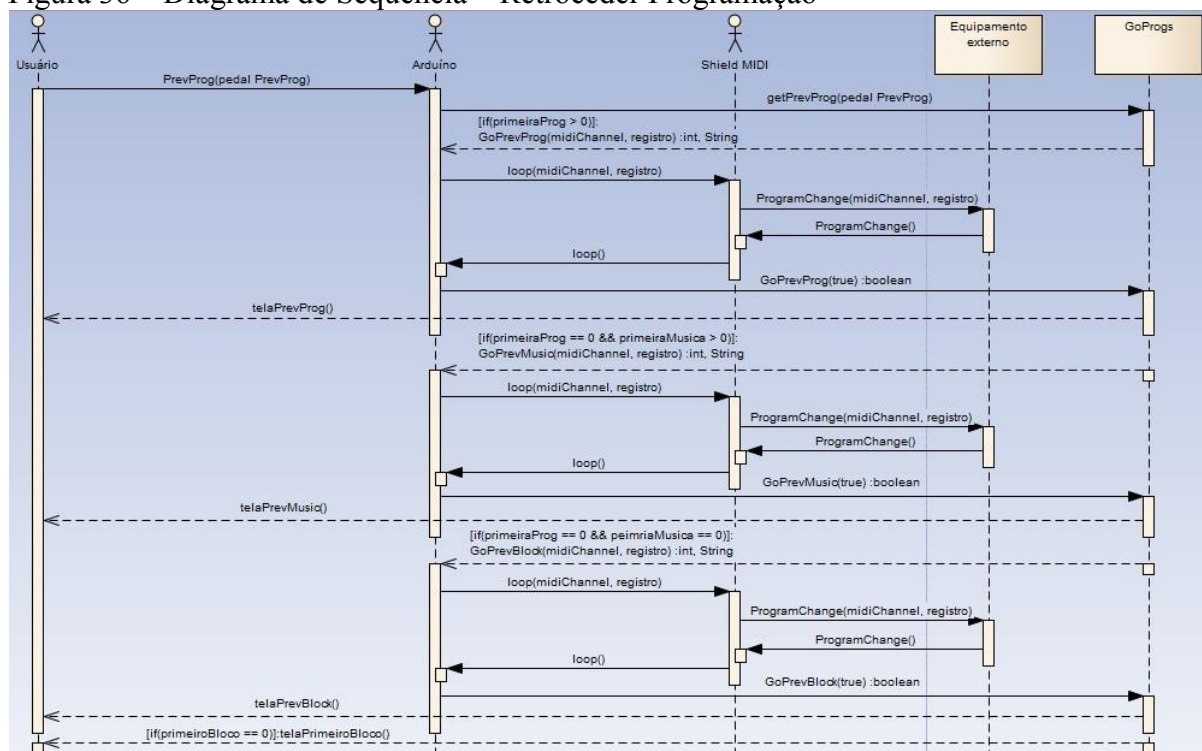 Figura 30 – Diagrama de Sequência – Retroceder Programação
Usuário
Arduíno
Shield MIDI
Equipamento
externo
GoProgs
PrevProg(pedal PrevProg)
getPrevProg(pedal PrevProg)
[if(primeiraProg > 0)]:
GoPrevProg(midiChannel, registro) :int, String
loop(midiChannel, registro)
ProgramChange(midiChannel, registro)
ProgramChange()
loop()
GoPrevProg(true) :boolean
telaPrevProg()
[if(primeiraProg == 0 && primeiraMusica > 0)]:
GoPrevMusic(midiChannel, registro) :int, String
loop(midiChannel, registro)
ProgramChange(midiChannel, registro)
ProgramChange()
loop()
GoPrevMusic(true) :boolean
telaPrevMusic()
[if(primeiraProg == 0 && peimriaMusica == 0)]:
GoPrevBlock(midiChannel, registro) :int, String
loop(midiChannel, registro)
ProgramChange(midiChannel, registro)
ProgramChange()
loop()
GoPrevBlock(true) :boolean
telaPrevBlock()
[if(primeiroBloco == 0)]:telaPrimeiroBloco()